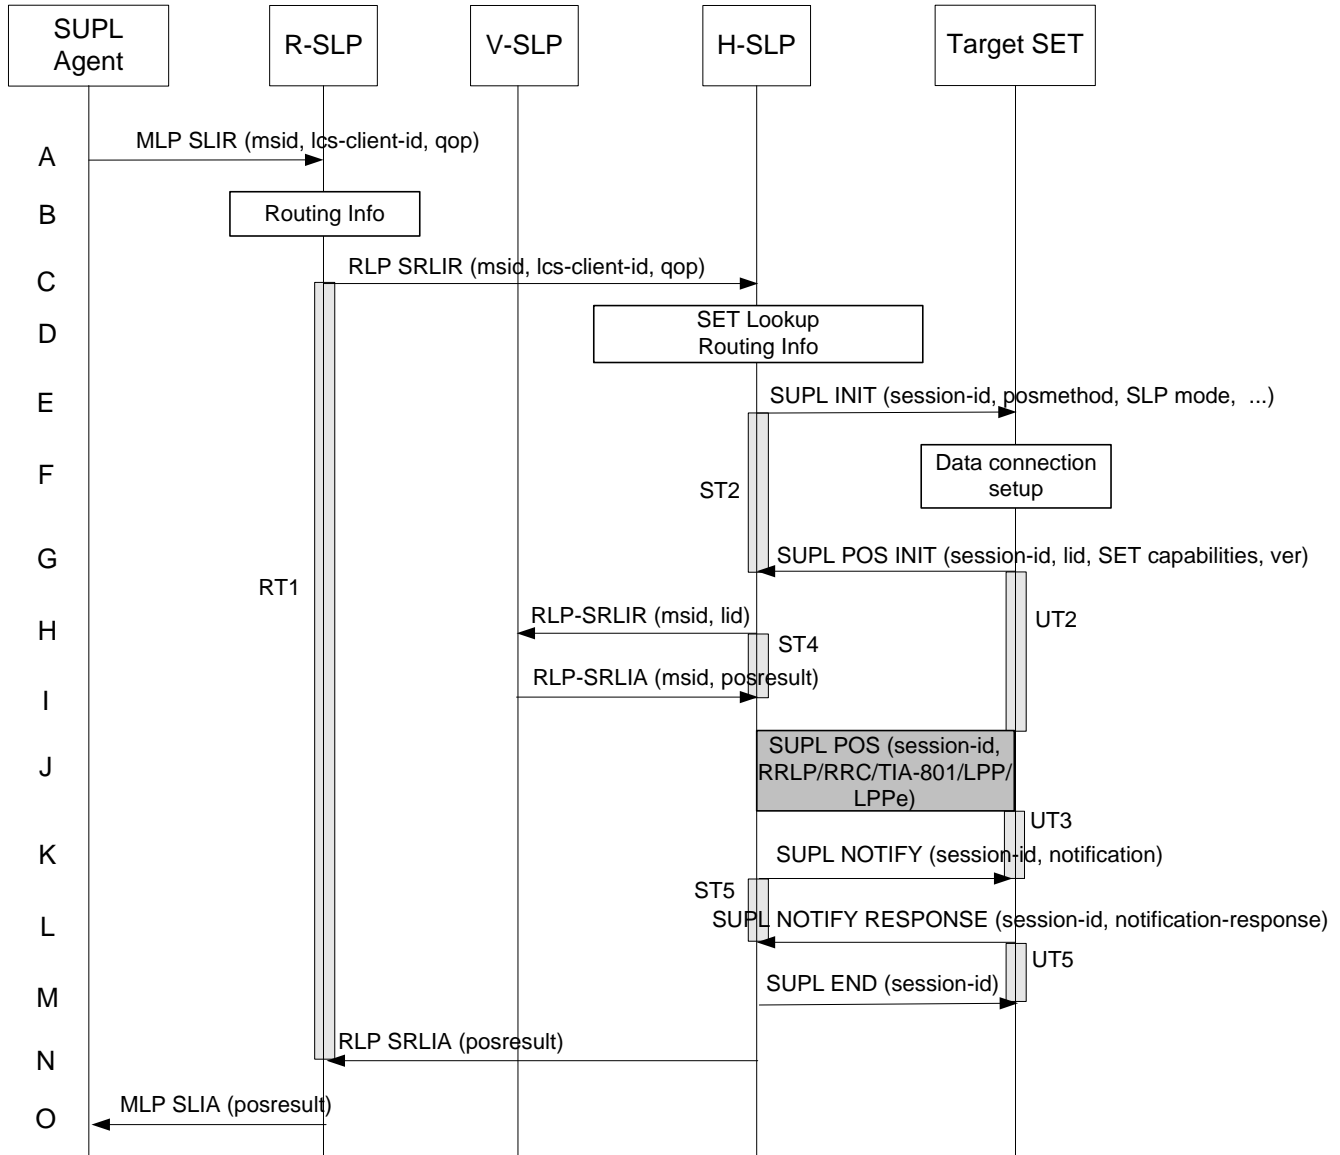 SUPL
Agent
R-SLP
V-SLP
H-SLP
Target SET
A
MLP SLIR (msid, lcs-client-id, qop)
B
Routing Info
C
RLP SRLIR (msid, lcs-client-id, qop)
D
SET Lookup
Routing Info
E
SUPL INIT (session-id, posmethod, SLP mode, ...)
F
Data connection
setup
ST2
G
SUPL POS INIT (session-id, lid, SET capabilities, ver)
RT1
H
RLP-SRLIR (msid, lid)
UT2
ST4
I
RLP-SRLIA (msid, posresult)
J
SUPL POS (session-id,
RRLP/RRC/TIA-801/LPP/
LPPe)
UT3
K
SUPL NOTIFY (session-id, notification)
ST5
L
SUPL NOTIFY RESPONSE (session-id, notification-response)
UT5
M
SUPL END (session-id)
N
RLP SRLIA (posresult)
O
MLP SLIA (posresult)